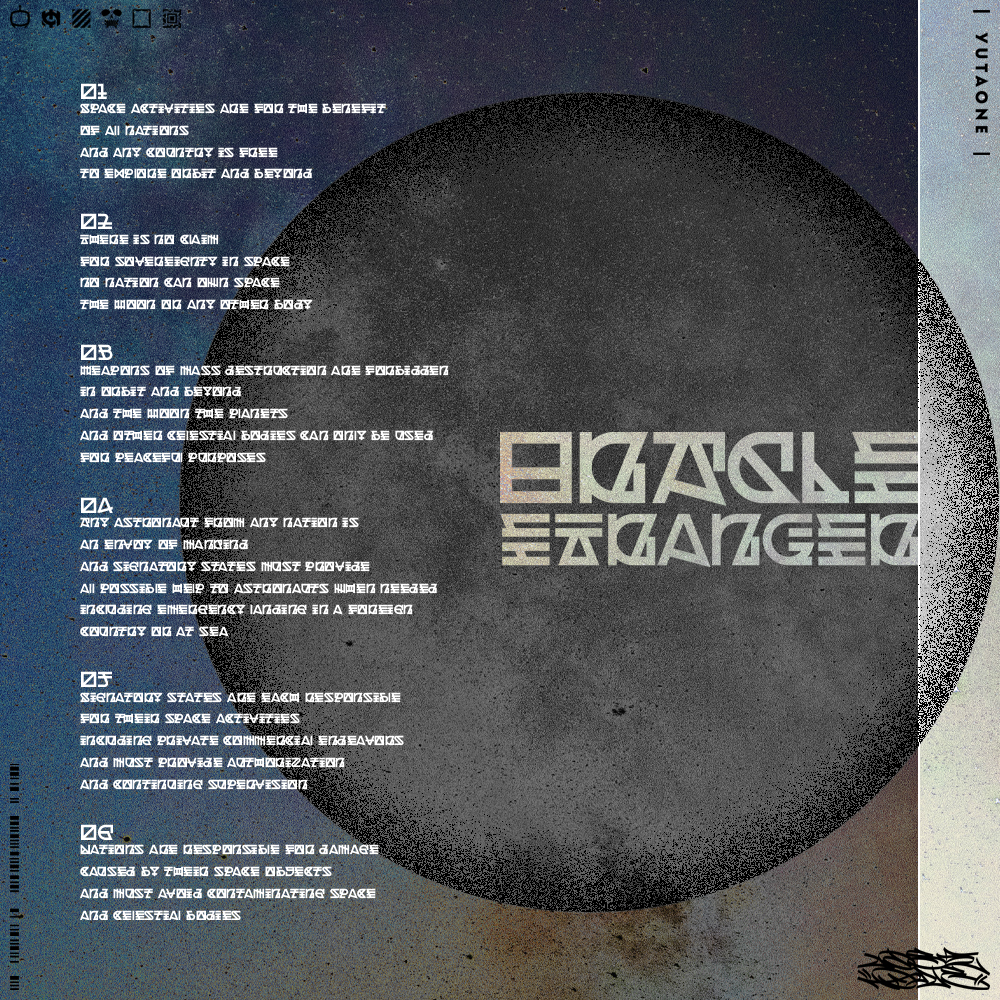 01
SPACE ACTIVITIES ARE FOR THE BENEFIT
OF All NATIONS
ANd ANY COUNTRY IS FREE
TO EXPlORE ORbIT ANd bEYONd
02
THERE IS NO ClAIM
FOR SOVEREIGNTY IN SPACE
NO NATION CAN OWN SPACE
THE MOON OR ANY OTHER bOdY
03
WEAPONS OF MASS dESTRUCTION ARE FORbIddEN
IN ORbIT ANd bEYONd
ANd THE MOON THE PlANETS
ANd OTHER CElESTIAl bOdIES CAN ONlY bE USEd
FOR PEACEFUl PURPOSES
04
ANY ASTRONAUT FROM ANY NATION IS
AN ENVOY OF MANKINd
ANd SIGNATORY STATES MUST PROVIdE
All POSSIblE HElP TO ASTRONAUTS WHEN NEEdEd
INCludING EMERGENCY lANdING IN A FOREIGN
COUNTRY OR AT SEA
05
SIGNATORY STATES ARE EACH RESPONSIblE
FOR THEIR SPACE ACTIVITIES
INCludING PRIVATE COMMERCIAl ENdEAVORS
ANd MUST PROVIdE AUTHORIZATION
ANd CONTINUING SUPERVISION
06
NATIONS ARE RESPONSIblE FOR dAMAGE
CAUSEd bY THEIR SPACE ObJECTS
ANd MUST AVOId CONTAMINATING SPACE
ANd CElESTIAl bOdIES
ORACLE
STRANGER
| YUTAONE |